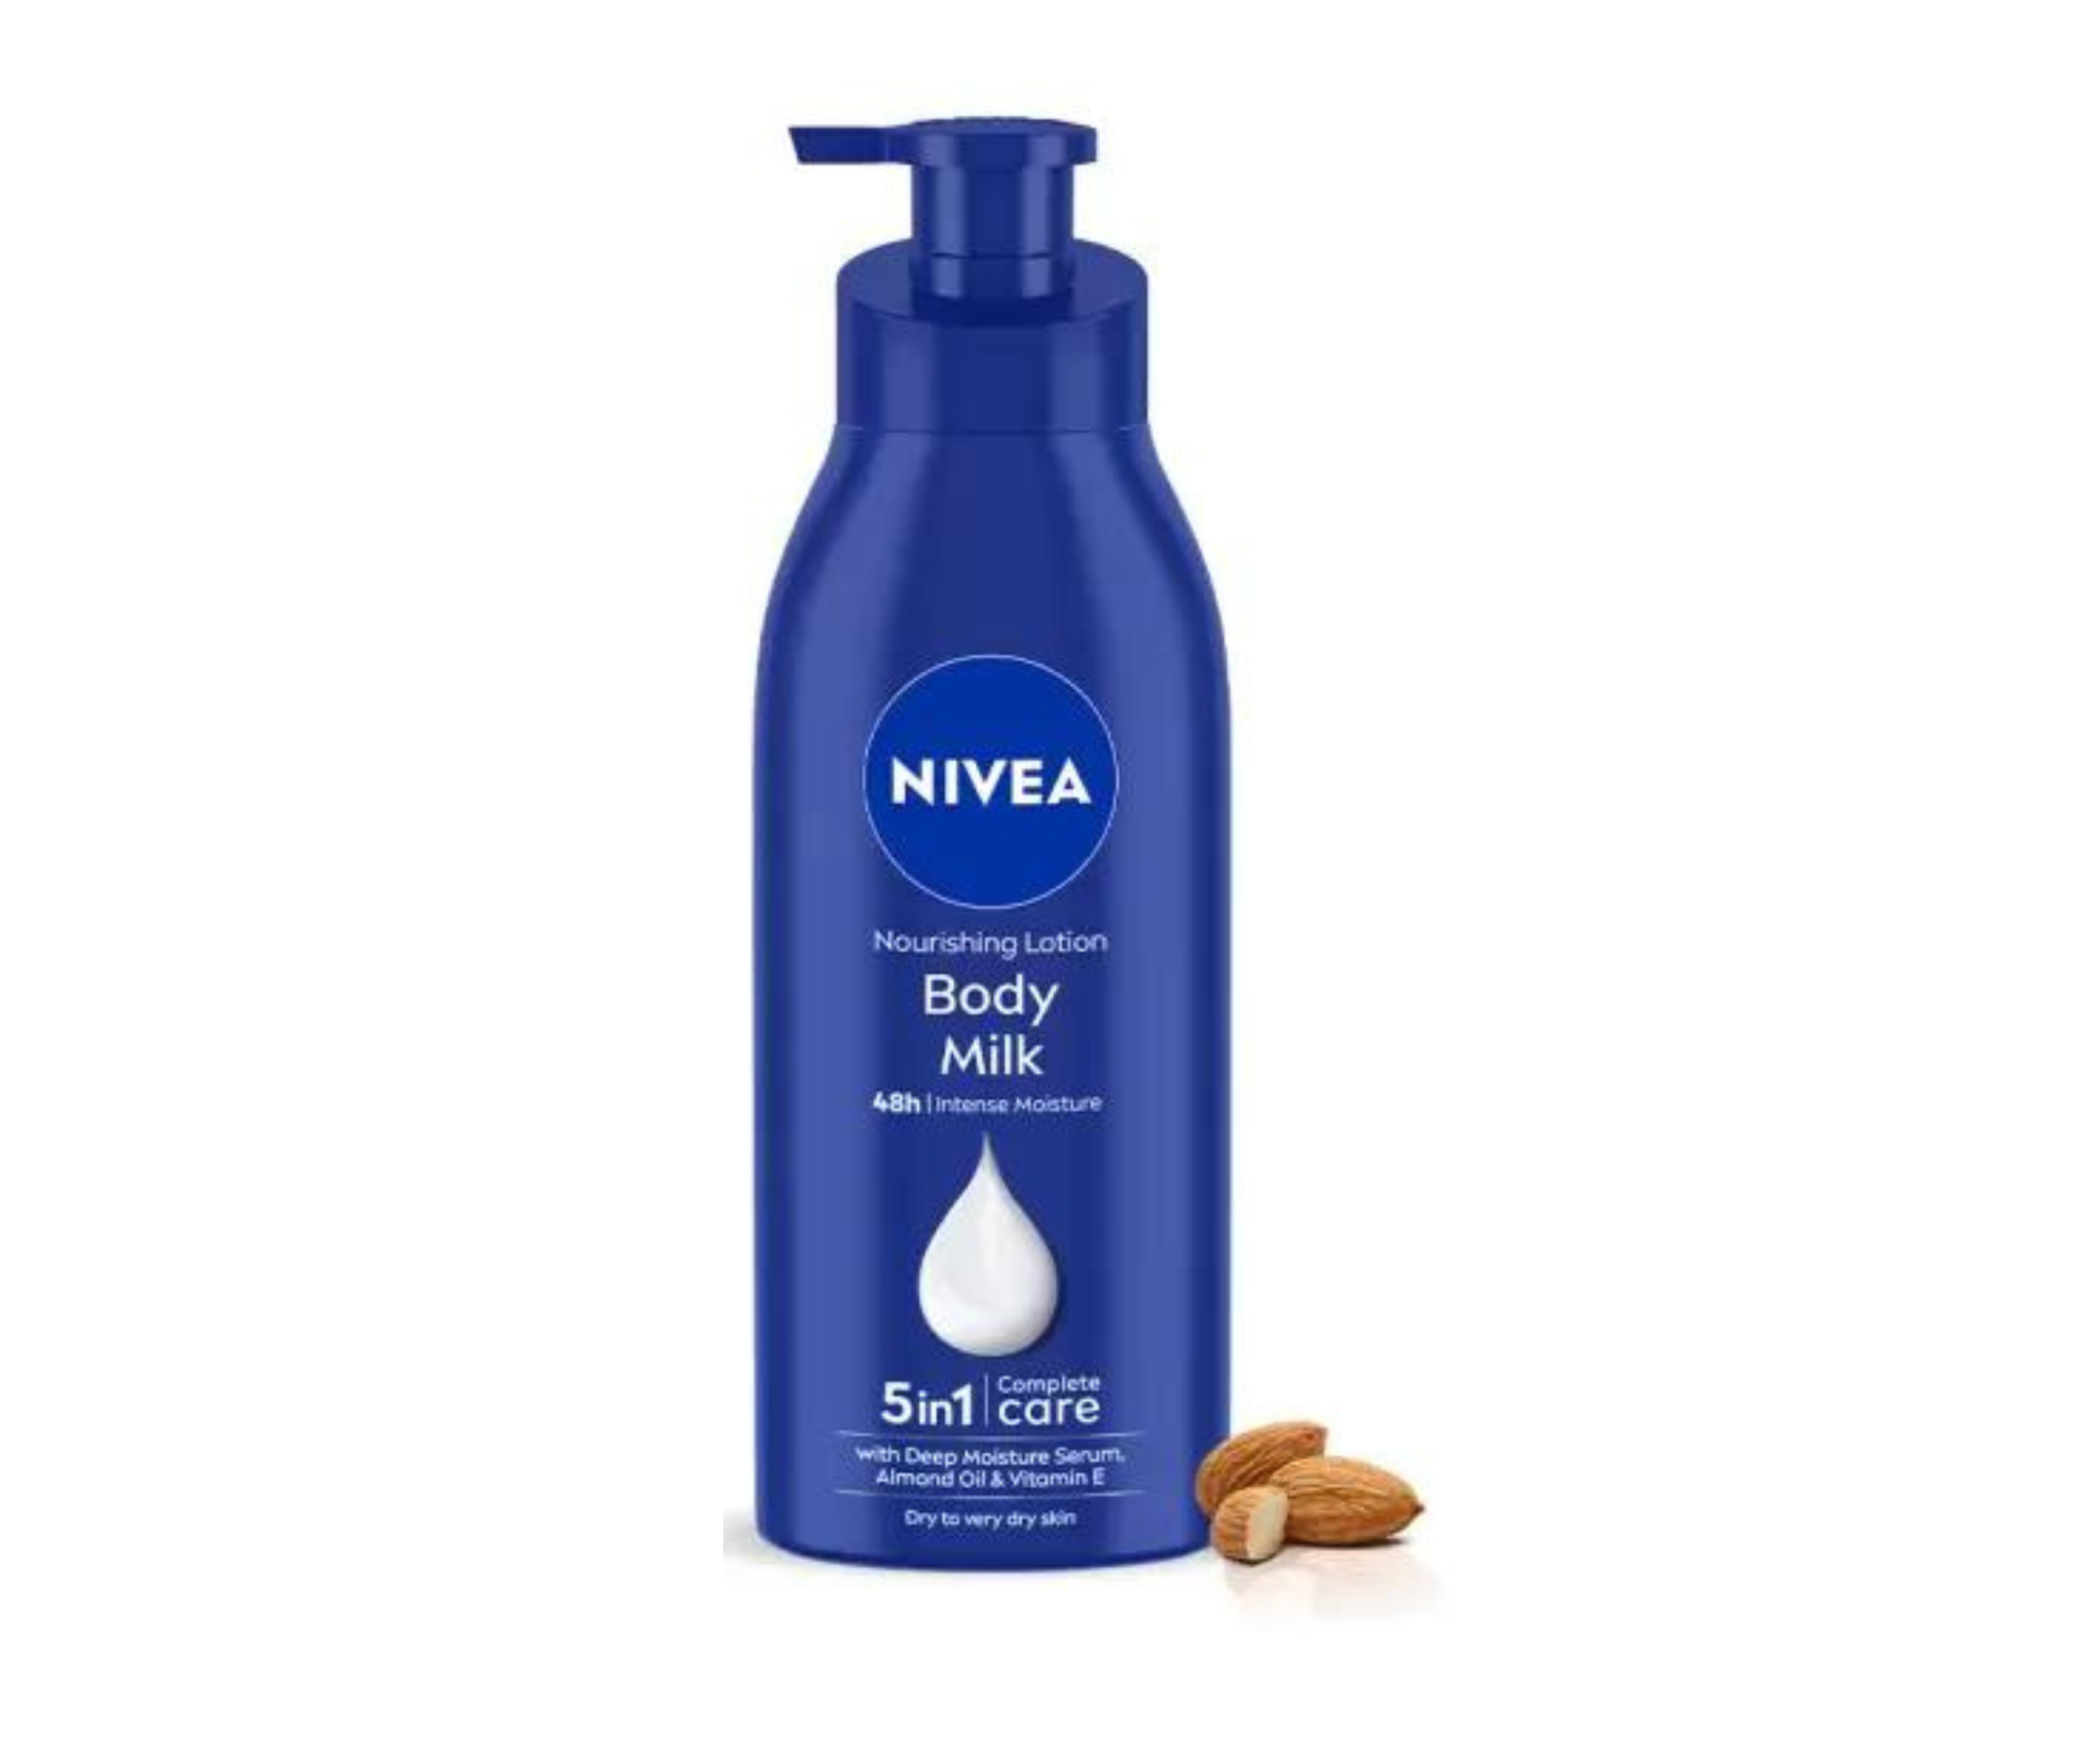 NIVEA
Nourishing Lotion
Body
Milk
48h | Intense Moisture
5in1 | Complete care
with Deep Moisture Serum,
Almond Oil & Vitamin E
Dry to very dry skin